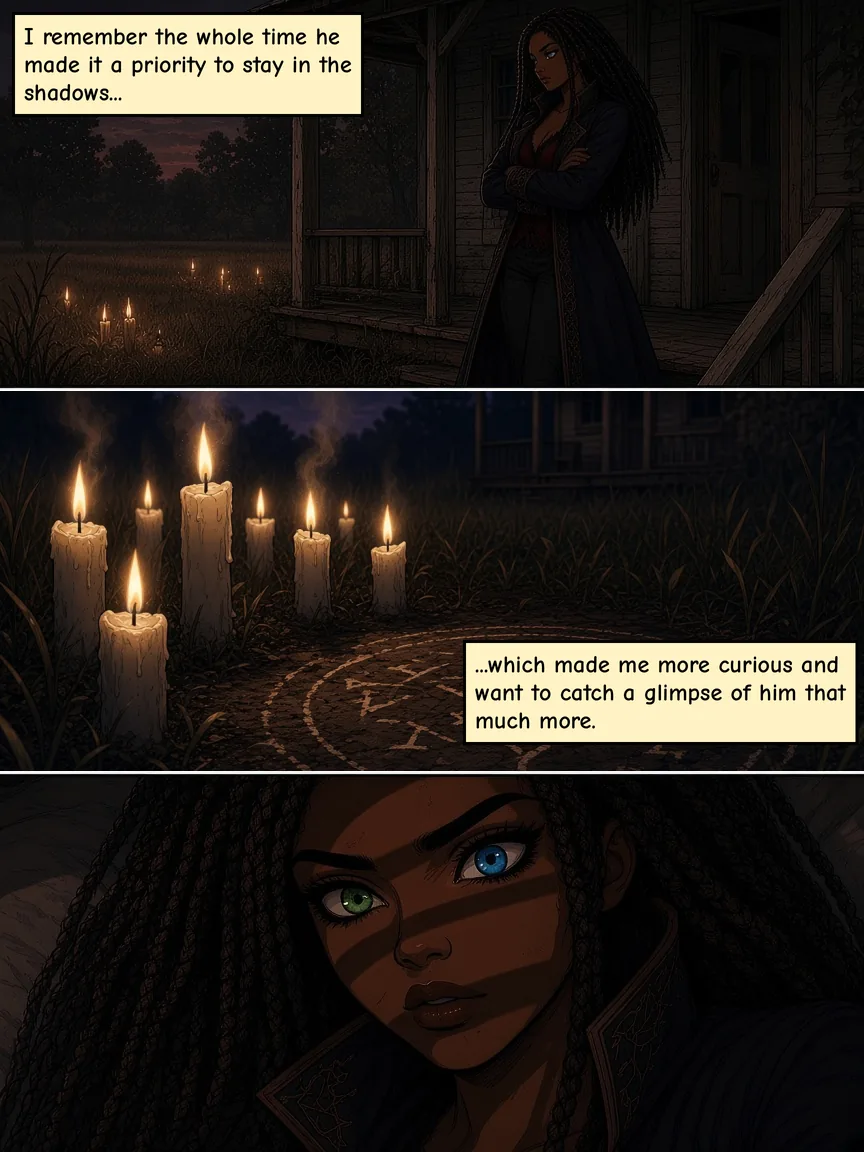 I remember the whole time he
made it a priority to stay in the
shadows...
...which made me more curious and
want to catch a glimpse of him that
much more.